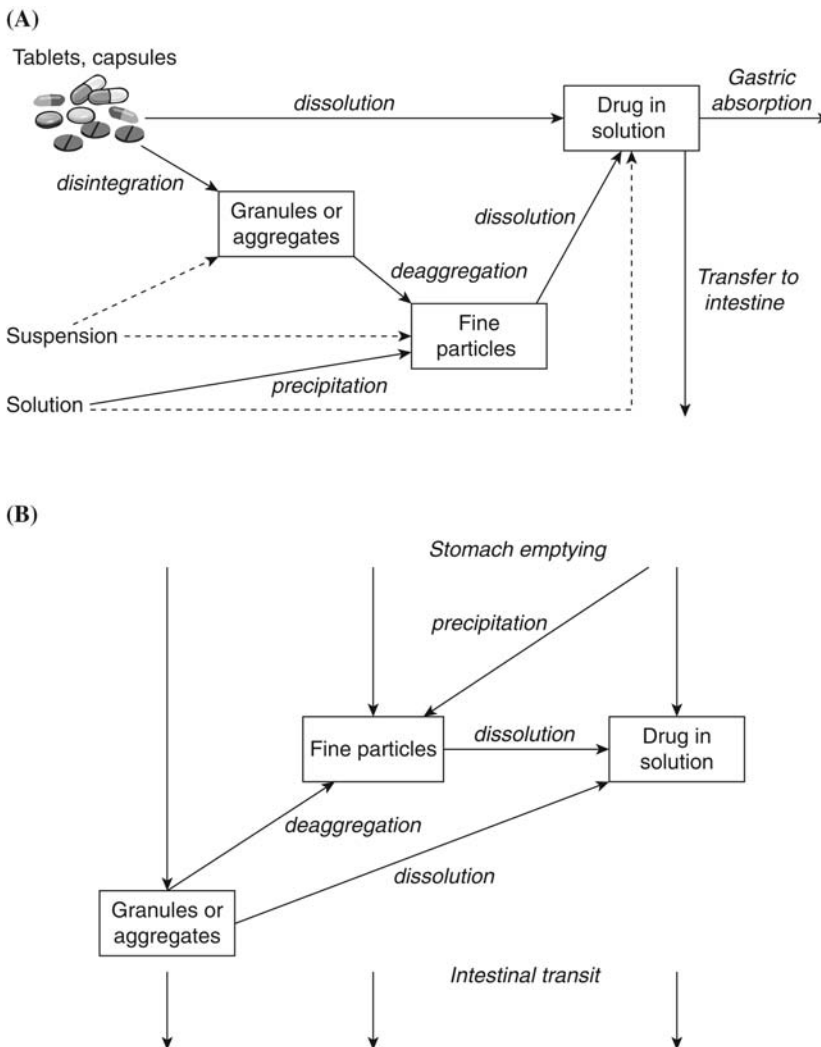 (A)
Tablets, capsules
dissolution
Drug in
solution
Gastric
absorption
disintegration
Granules or
aggregates
dissolution
deaggregation
Transfer to
intestine
Suspension
Fine
particles
precipitation
Solution
(B)
Stomach emptying
precipitation
Fine particles
dissolution
Drug in
solution
deaggregation
dissolution
Granules or
aggregates
Intestinal transit